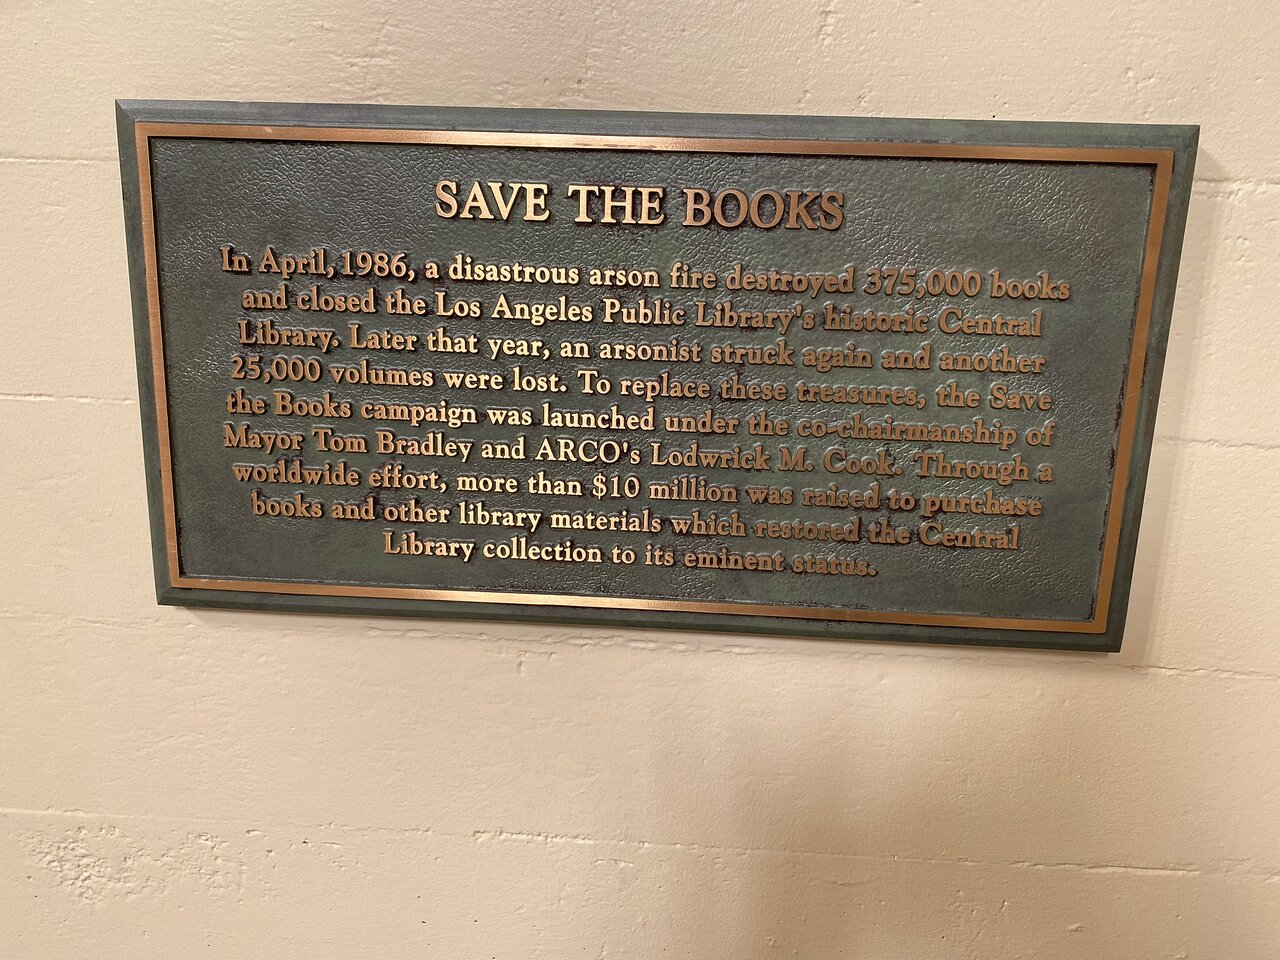 SAVE THE BOOKS
In April, 1986, a disastrous arson fire destroyed 375,000 books
and closed the Los Angeles Public Library's historic Central
Library. Later that year, an arsonist struck again and another
25,000 volumes were lost. To replace these treasures, the Save
the Books campaign was launched under the co-chairmanship of
Mayor Tom Bradley and ARCO's Lodwrick M. Cook. Through a
worldwide effort, more than $10 million was raised to purchase
books and other library materials which restored the Central
Library collection to its eminent status.